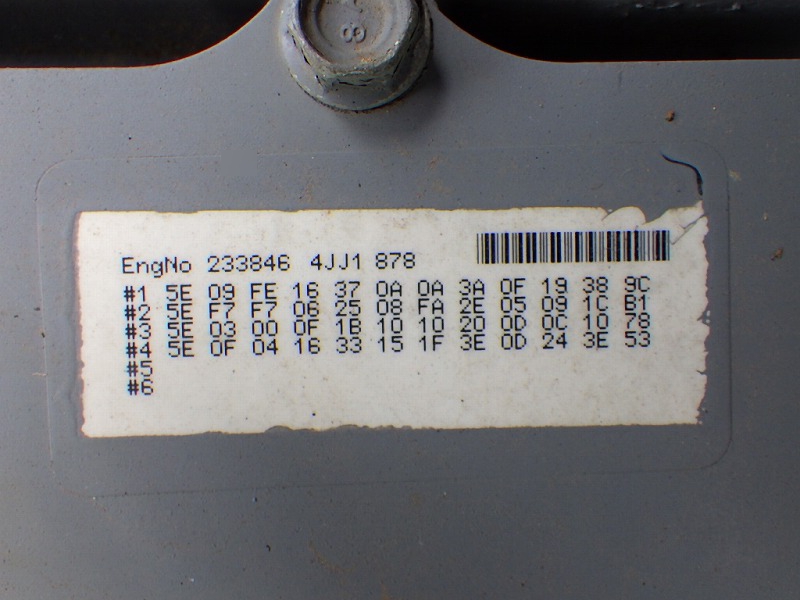 8
EngNo 233846 4JJ1 878
#1 5E 09 FE 16 37 0A 0A 3A 0F 19 38 9C
#2 5E F7 F7 06 25 08 FA 2E 05 09 1C B1
#3 5E 03 00 0F 1B 10 10 20 0D 0C 10 78
#4 5E 0F 04 16 33 15 1F 3E 0D 24 3E 53
#5
#6